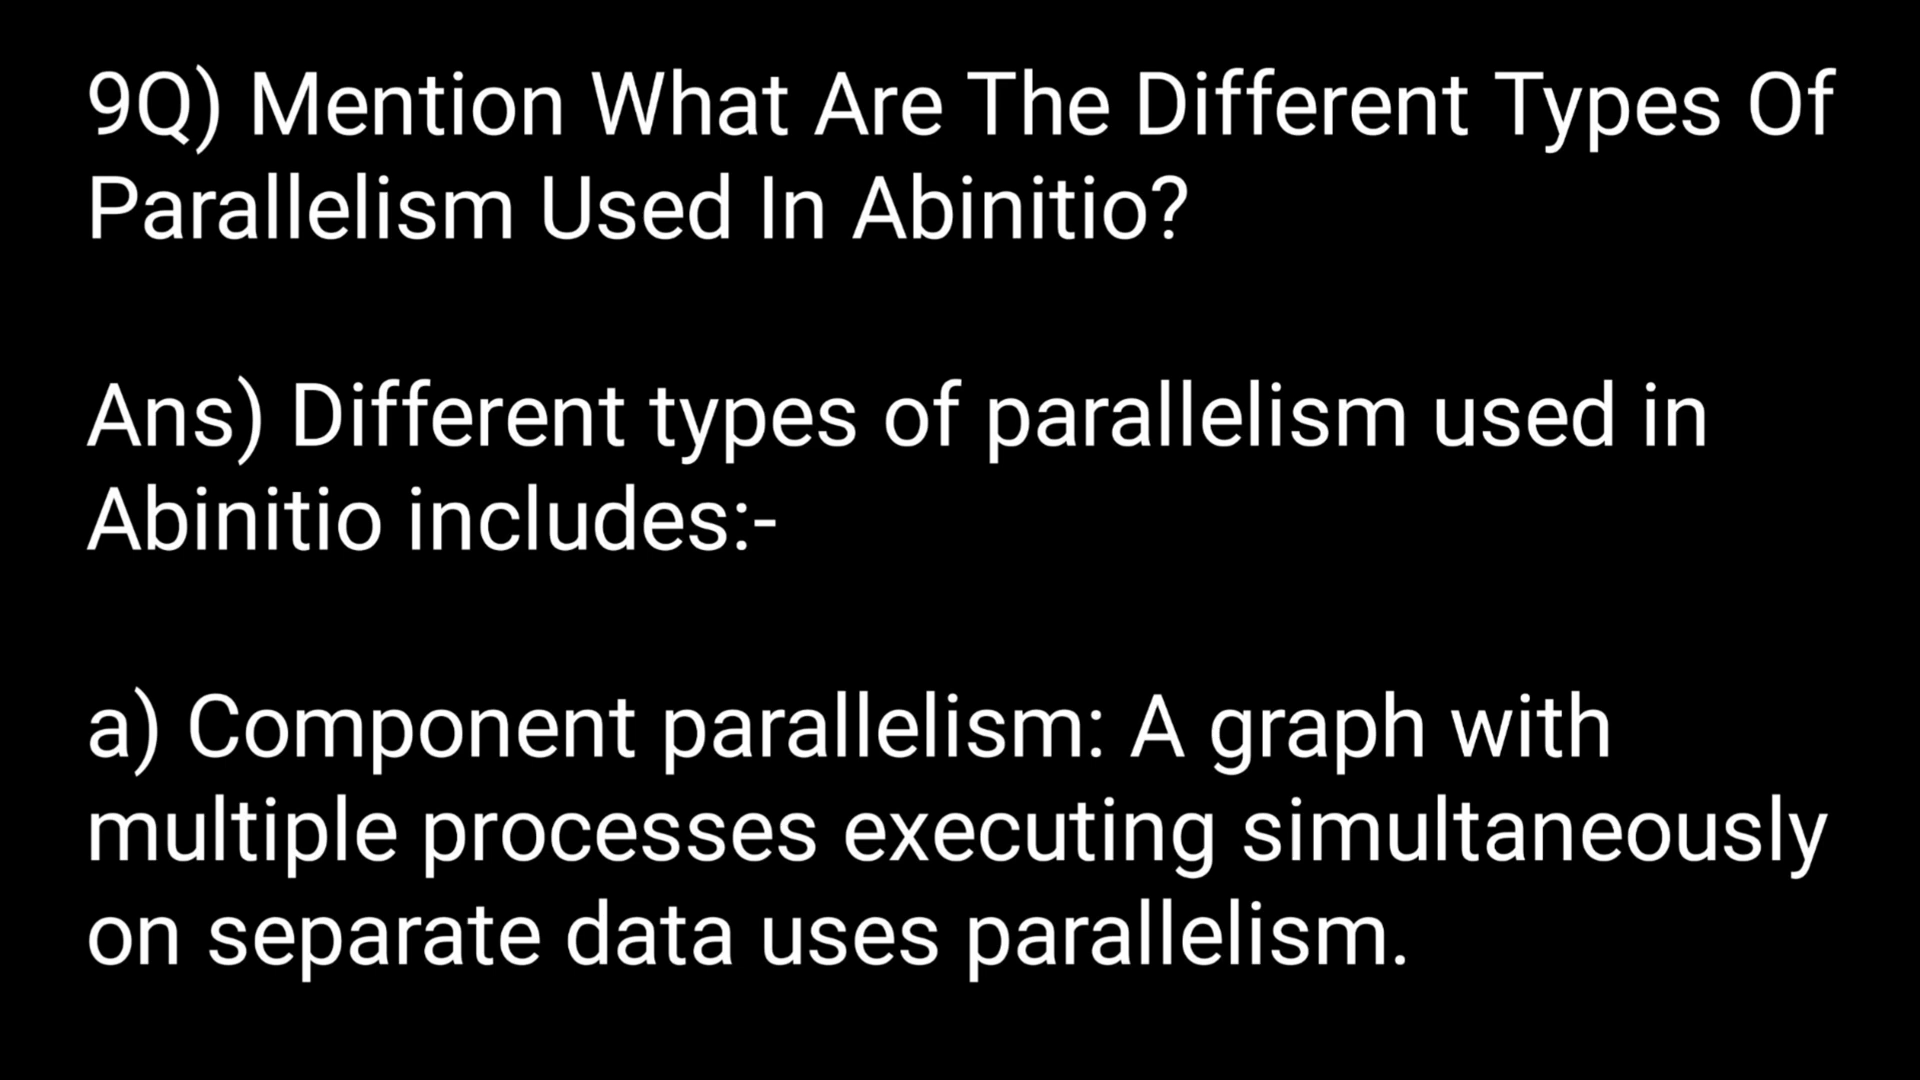 9Q) Mention What Are The Different Types Of
Parallelism Used In Abinitio?
Ans) Different types of parallelism used in
Abinitio includes:-
a) Component parallelism: A graph with
multiple processes executing simultaneously
on separate data uses parallelism.